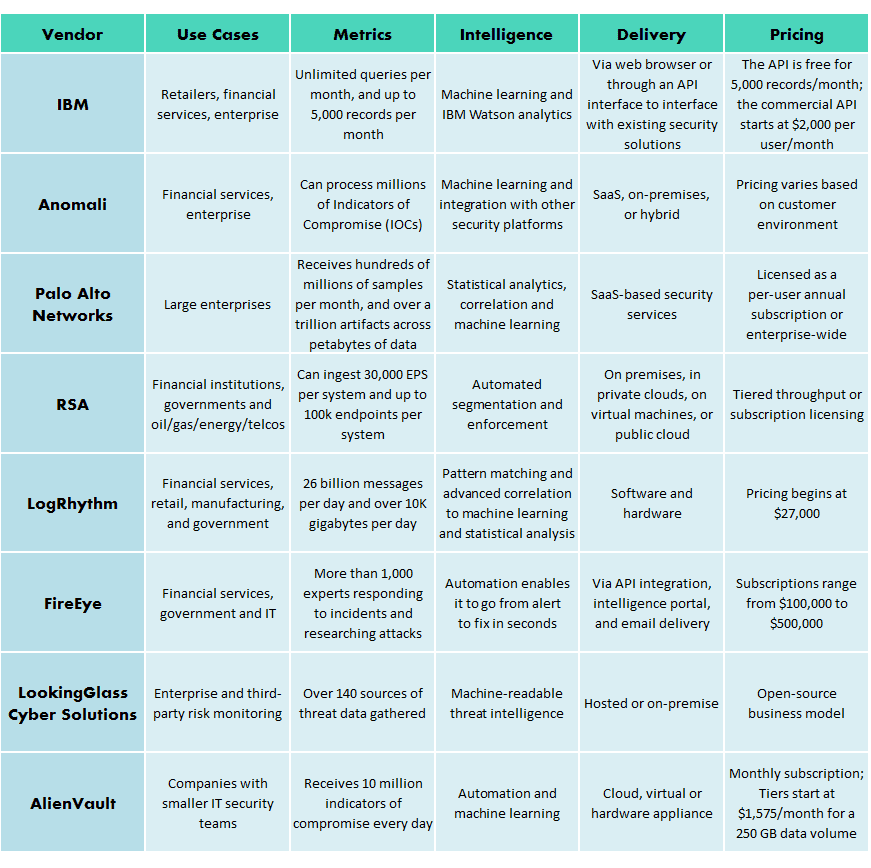 Vendor
Use Cases
Metrics
Intelligence
Delivery
Pricing
IBM
Retailers, financial
services, enterprise
Unlimited queries per
month, and up to
5,000 records per
month
Machine learning and
IBM Watson analytics
Via web browser or
through an API
interface to interface
with existing security
solutions
The API is free for
5,000 records/month;
the commercial API
starts at $2,000 per
user/month
Anomali
Financial services,
enterprise
Can process millions
of Indicators of
Compromise (IOCs)
Machine learning and
integration with other
security platforms
SaaS, on-premises,
or hybrid
Pricing varies based
on customer
environment
Palo Alto
Networks
Large enterprises
Receives hundreds of
millions of samples
per month, and over a
trillion artifacts across
petabytes of data
Statistical analytics,
correlation and
machine learning
SaaS-based security
services
Licensed as a
per-user annual
subscription or
enterprise-wide
RSA
Financial institutions,
governments and
oil/gas/energy/telcos
Can ingest 30,000 EPS
per system and up to
100k endpoints per
system
Automated
segmentation and
enforcement
On premises, in
private clouds, on
virtual machines, or
public cloud
Tiered throughput or
subscription licensing
LogRhythm
Financial services,
retail, manufacturing,
and government
26 billion messages
per day and over 10K
gigabytes per day
Pattern matching and
advanced correlation
to machine learning
and statistical analysis
Software and
hardware
Pricing begins at
$27,000
FireEye
Financial services,
government and IT
More than 1,000
experts responding
to incidents and
researching attacks
Automation enables
it to go from alert
to fix in seconds
Via API integration,
intelligence portal,
and email delivery
Subscriptions range
from $100,000 to
$500,000
LookingGlass
Cyber Solutions
Enterprise and third-
party risk monitoring
Over 140 sources of
threat data gathered
Machine-readable
threat intelligence
Hosted or on-premise
Open-source
business model
AlienVault
Companies with
smaller IT security
teams
Receives 10 million
indicators of
compromise every day
Automation and
machine learning
Cloud, virtual or
hardware appliance
Monthly subscription;
Tiers start at
$1,575/month for a
250 GB data volume